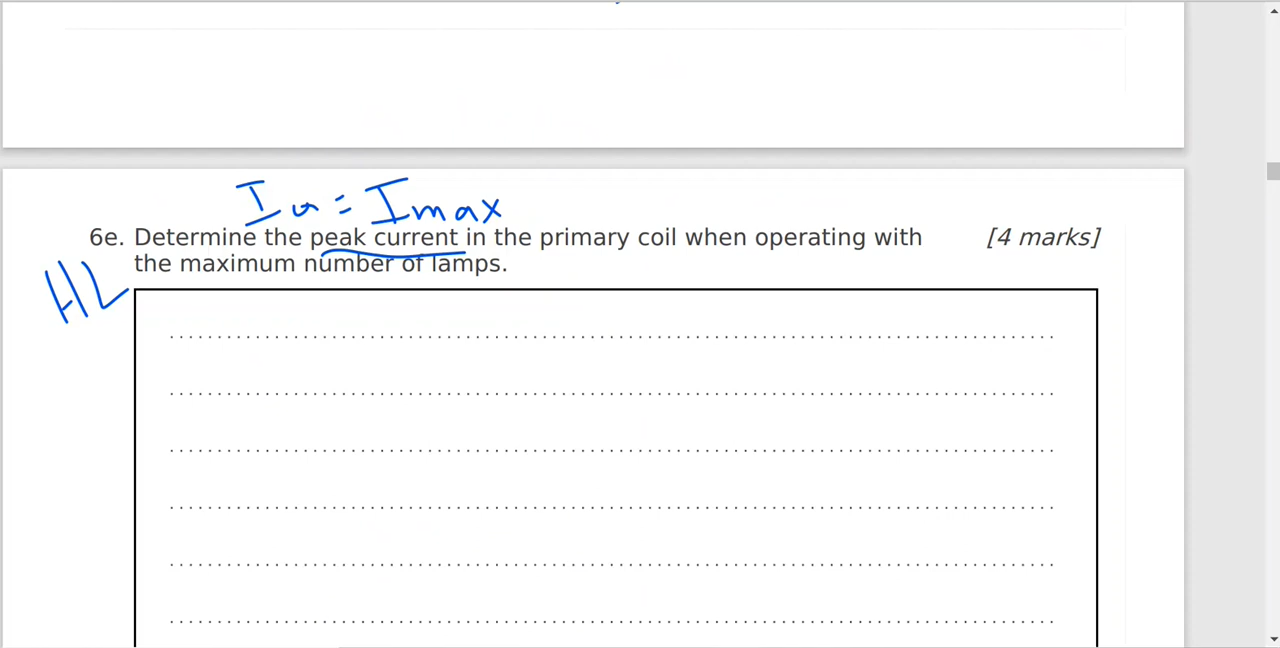 I₀ = Imax
6e. Determine the peak current in the primary coil when operating with [4 marks]
the maximum number of lamps.
HL